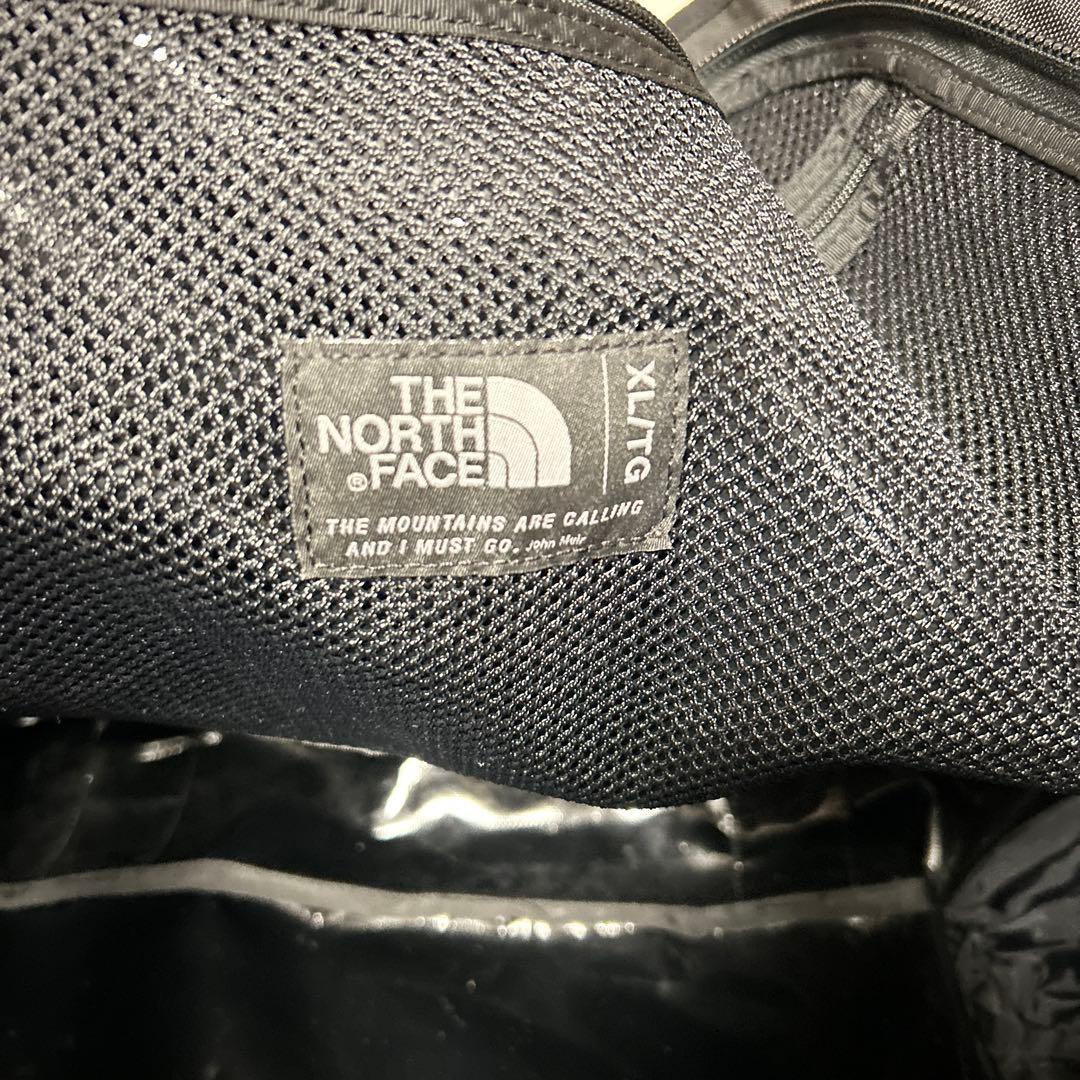 THE
NORTH
®FACE
XL/TG
THE MOUNTAINS ARE CALLING
AND I MUST GO. John Muir